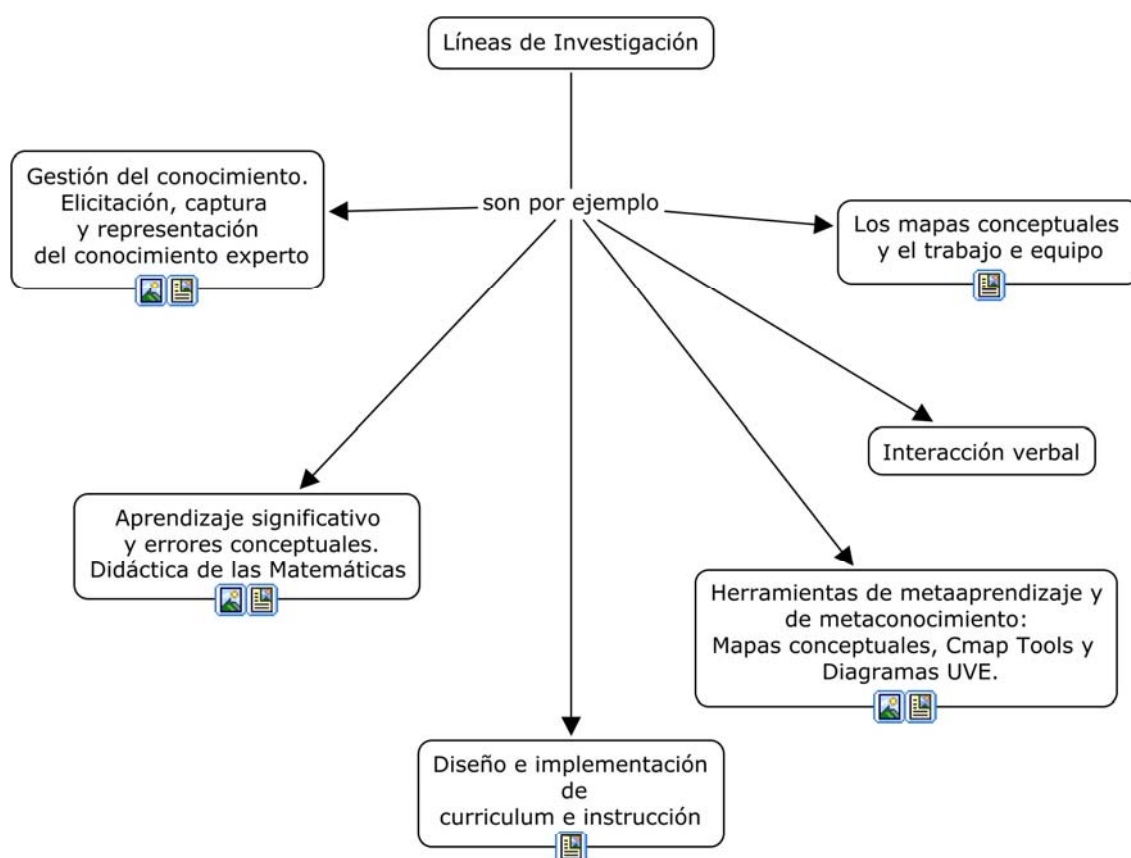 Líneas de Investigación
Gestión del conocimiento.
Elicitación, captura
y representación
del conocimiento experto
son por ejemplo
Los mapas conceptuales
y el trabajo e equipo
Interacción verbal
Aprendizaje significativo
y errores conceptuales.
Didáctica de las Matemáticas
Herramientas de metaaprendizaje y
de metaconocimiento:
Mapas conceptuales, Cmap Tools y
Diagramas UVE.
Diseño e implementación
de
curriculum e instrucción